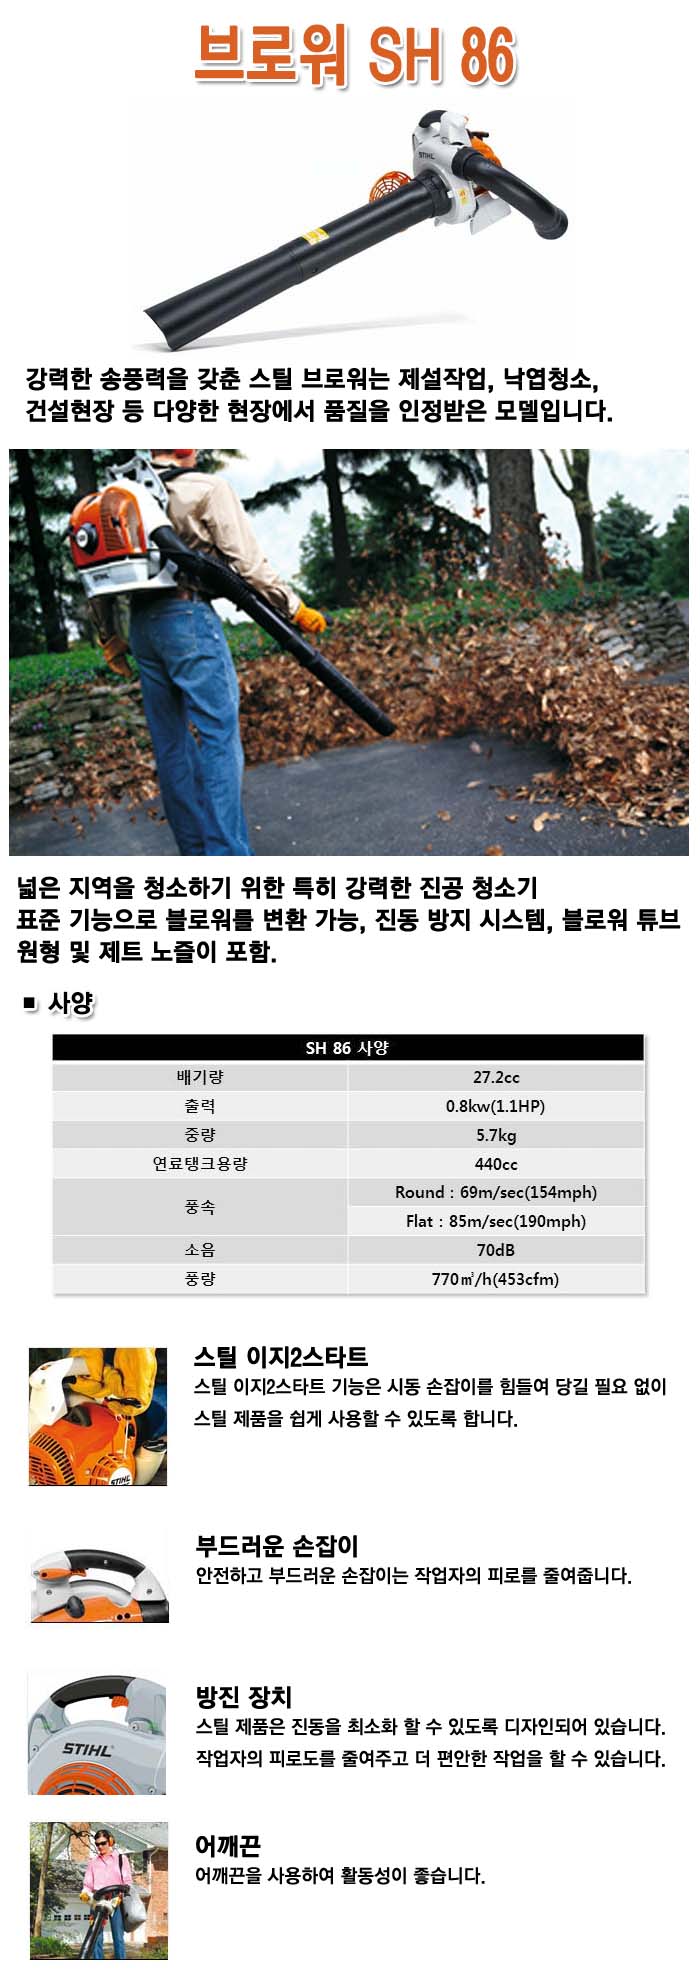 브로워 SH 86
STIHL
강력한 송풍력을 갖춘 스틸 브로워는 제설작업, 낙엽청소,
건설현장 등 다양한 현장에서 품질을 인정받은 모델입니다.
STIHL
넓은 지역을 청소하기 위한 특히 강력한 진공 청소기
표준 기능으로 블로워를 변환 가능, 진동 방지 시스템, 블로워 튜브
원형 및 제트 노즐이 포함.
■ 사양
SH 86 사양
배기량 27.2cc
출력 0.8kw(1.1HP)
중량 5.7kg
연료탱크용량 440cc
풍속 Round : 69m/sec(154mph)
Flat : 85m/sec(190mph)
소음 70dB
풍량 770㎥/h(453cfm)
스틸 이지2스타트
스틸 이지2스타트 기능은 시동 손잡이를 힘들여 당길 필요 없이
스틸 제품을 쉽게 사용할 수 있도록 합니다.
STIHL
부드러운 손잡이
안전하고 부드러운 손잡이는 작업자의 피로를 줄여줍니다.
방진 장치
스틸 제품은 진동을 최소화 할 수 있도록 디자인되어 있습니다.
작업자의 피로도를 줄여주고 더 편안한 작업을 할 수 있습니다.
STIHL
어깨끈
어깨끈을 사용하여 활동성이 좋습니다.